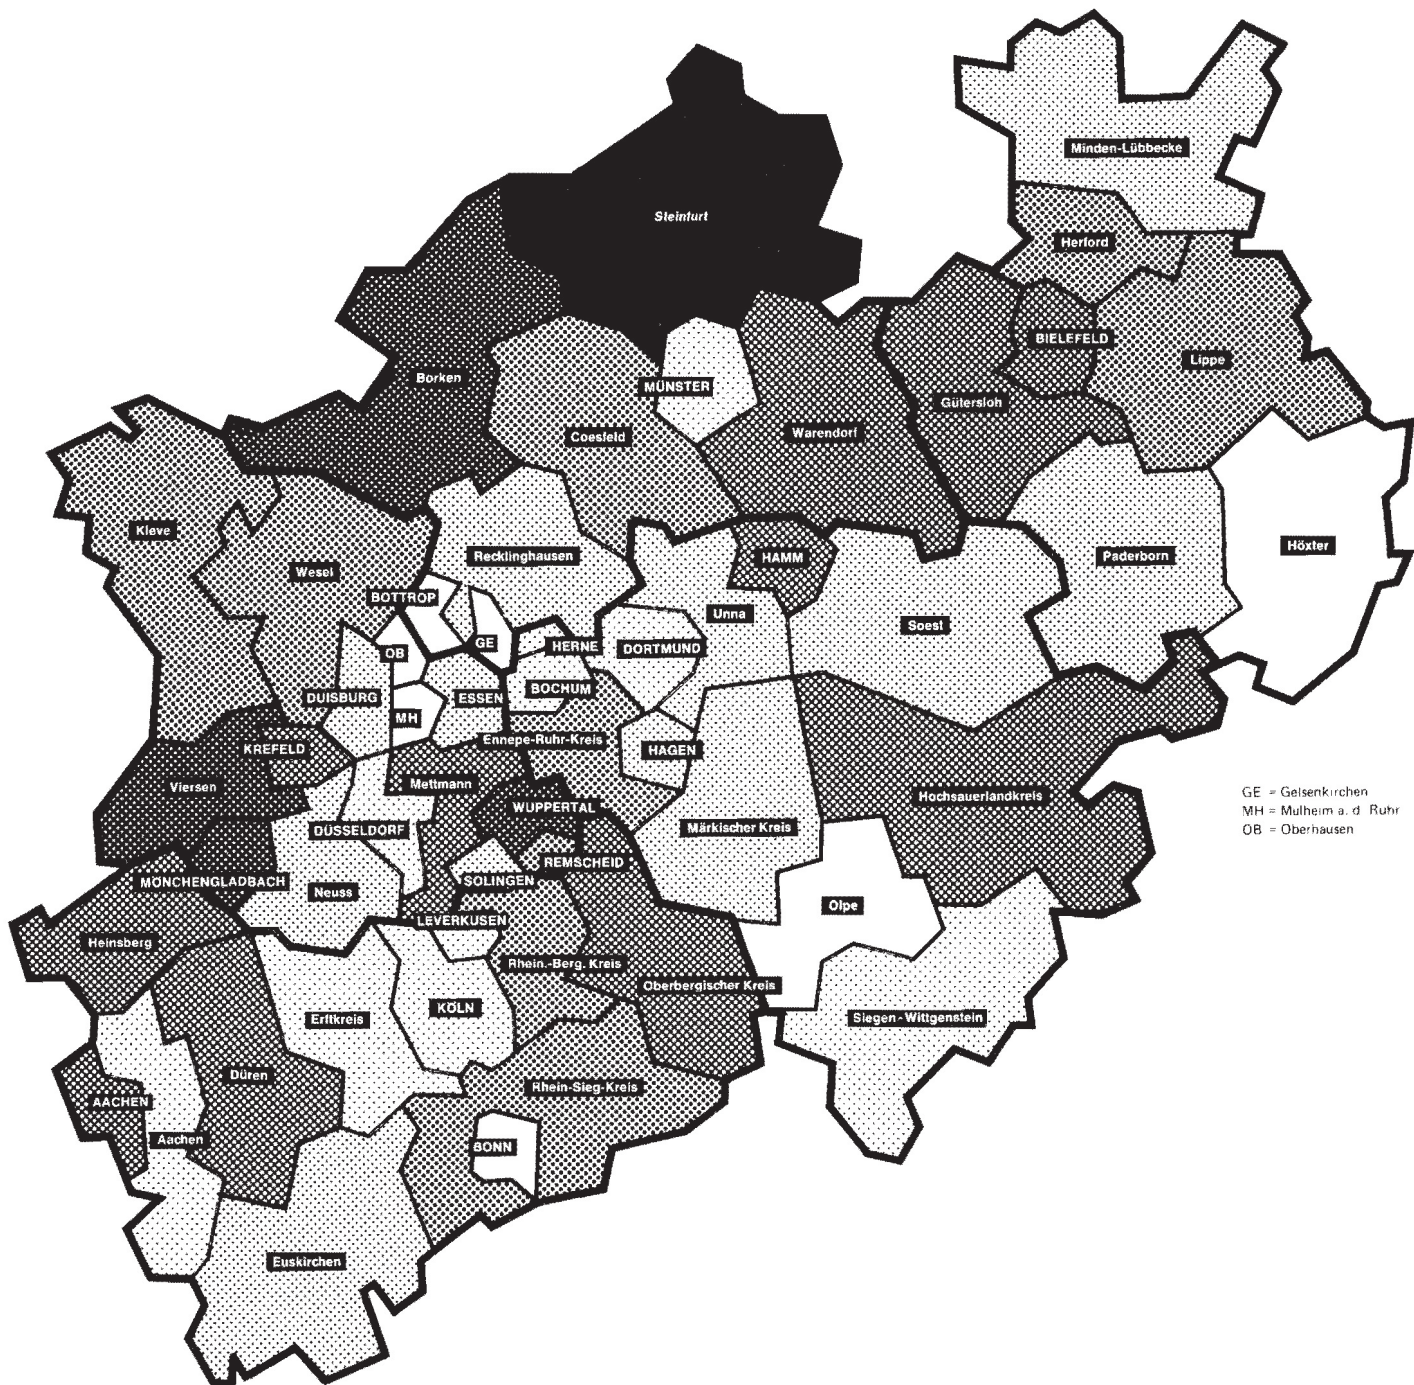 Minden-Lübbecke
Steinfurt
Herford
BIELEFELD
Lippe
Borken
MÜNSTER
Gütersloh
Coesfeld
Warendorf
Kleve
Recklinghausen
HAMM
Paderborn
Höxter
Wesel
BOTTROP
Unna
Soest
GE
HERNE
DORTMUND
OB
DUISBURG
ESSEN
BOCHUM
MH
KREFELD
Ennepe-Ruhr-Kreis
HAGEN
Viersen
Mettmann
Hochsauerlandkreis
GE = Gelsenkirchen
MH = Mulheim a. d. Ruhr
OB = Oberhausen
WUPPERTAL
DÜSSELDORF
Märkischer Kreis
REMSCHEID
MÖNCHENGLADBACH
SOLINGEN
Neuss
Olpe
LEVERKUSEN
Heinsberg
Rhein.-Berg. Kreis
Oberbergischer Kreis
KÖLN
Erftkreis
Siegen-Wittgenstein
Düren
Rhein-Sieg-Kreis
AACHEN
Aachen
BONN
Euskirchen